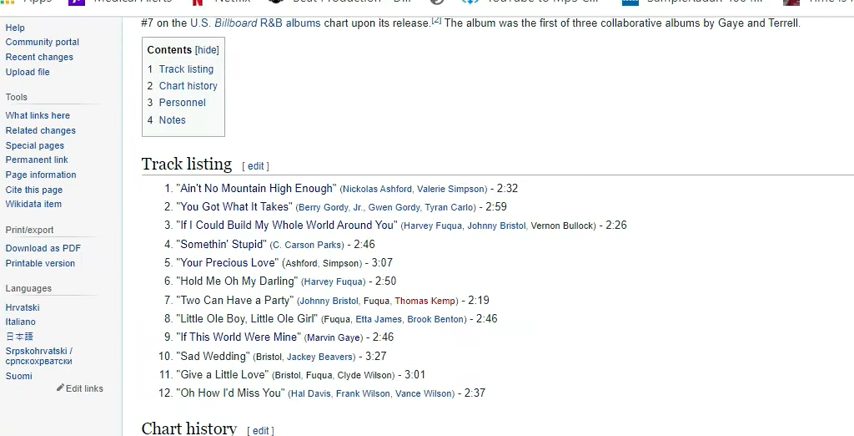 Apps Medical Alerts Netflix Beat Production - Di YouTube to Mp3 C
#7 on the U.S. Billboard R&B albums chart upon its release.[2] The album was the first of three collaborative albums by Gaye and Terrell.
Help
Community portal
Recent changes
Upload file
Tools
What links here
Related changes
Special pages
Permanent link
Page information
Cite this page
Wikidata item
Print/export
Download as PDF
Printable version
Languages
Hrvatski
Italiano
日本語
Srpskohrvatski /
српскохрватски
Suomi
Edit links
Contents [hide]
1 Track listing
2 Chart history
3 Personnel
4 Notes
Track listing [ edit ]
1. "Ain't No Mountain High Enough" (Nickolas Ashford, Valerie Simpson) - 2:32
2. "You Got What It Takes" (Berry Gordy, Jr., Gwen Gordy, Tyran Carlo) - 2:59
3. "If I Could Build My Whole World Around You" (Harvey Fuqua, Johnny Bristol, Vernon Bullock) - 2:26
4. "Somethin' Stupid" (C. Carson Parks) - 2:46
5. "Your Precious Love" (Ashford, Simpson) - 3:07
6. "Hold Me Oh My Darling" (Harvey Fuqua) - 2:50
7. "Two Can Have a Party" (Johnny Bristol, Fuqua, Thomas Kemp) - 2:19
8. "Little Ole Boy, Little Ole Girl" (Fuqua, Etta James, Brook Benton) - 2:46
9. "If This World Were Mine" (Marvin Gaye) - 2:46
10. "Sad Wedding" (Bristol, Jackey Beavers) - 3:27
11. "Give a Little Love" (Bristol, Fuqua, Clyde Wilson) - 3:01
12. "Oh How I'd Miss You" (Hal Davis, Frank Wilson, Vance Wilson) - 2:37
Chart history [ edit ]